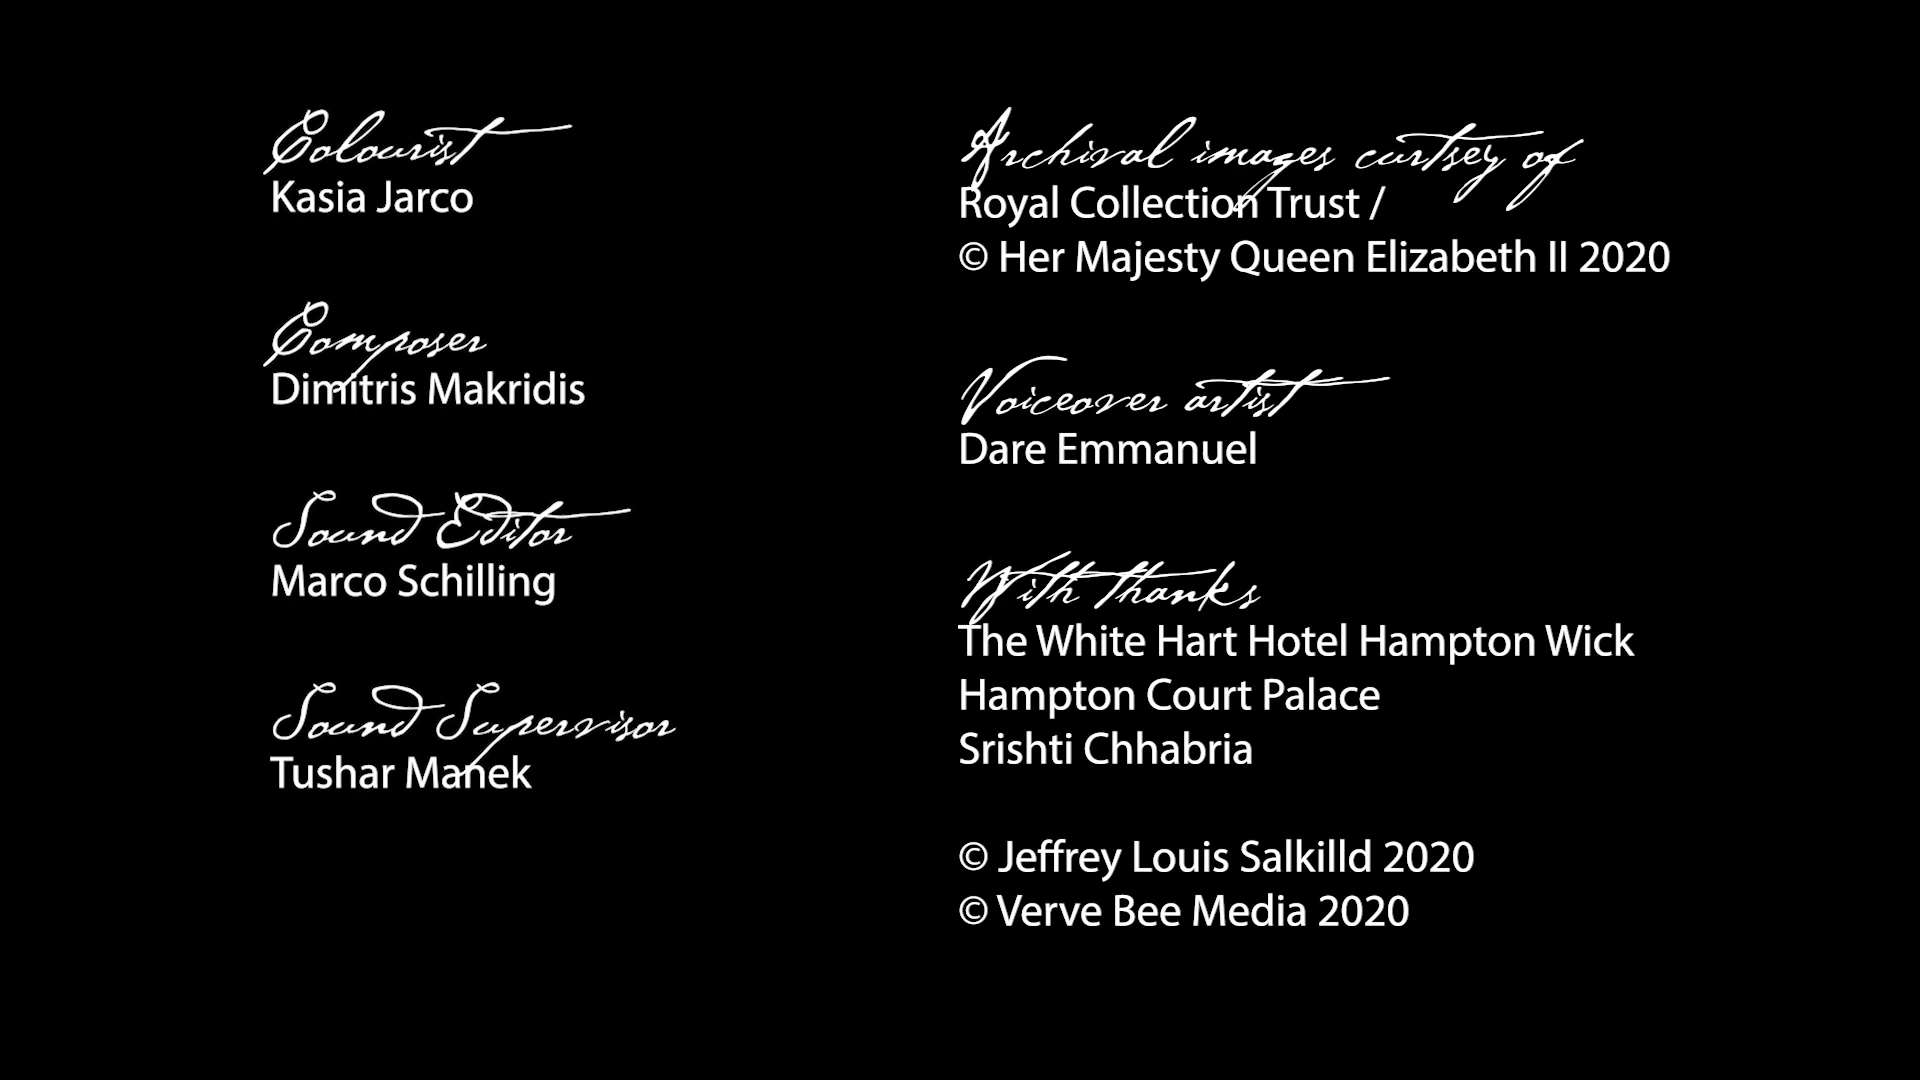 Colourist
Kasia Jarco
Composer
Dimitris Makridis
Sound Editor
Marco Schilling
Sound Supervisor
Tushar Manek
Archival images curtsey of
Royal Collection Trust /
© Her Majesty Queen Elizabeth II 2020
Voiceover artist
Dare Emmanuel
With thanks
The White Hart Hotel Hampton Wick
Hampton Court Palace
Srishti Chhabria
© Jeffrey Louis Salkilld 2020
© Verve Bee Media 2020